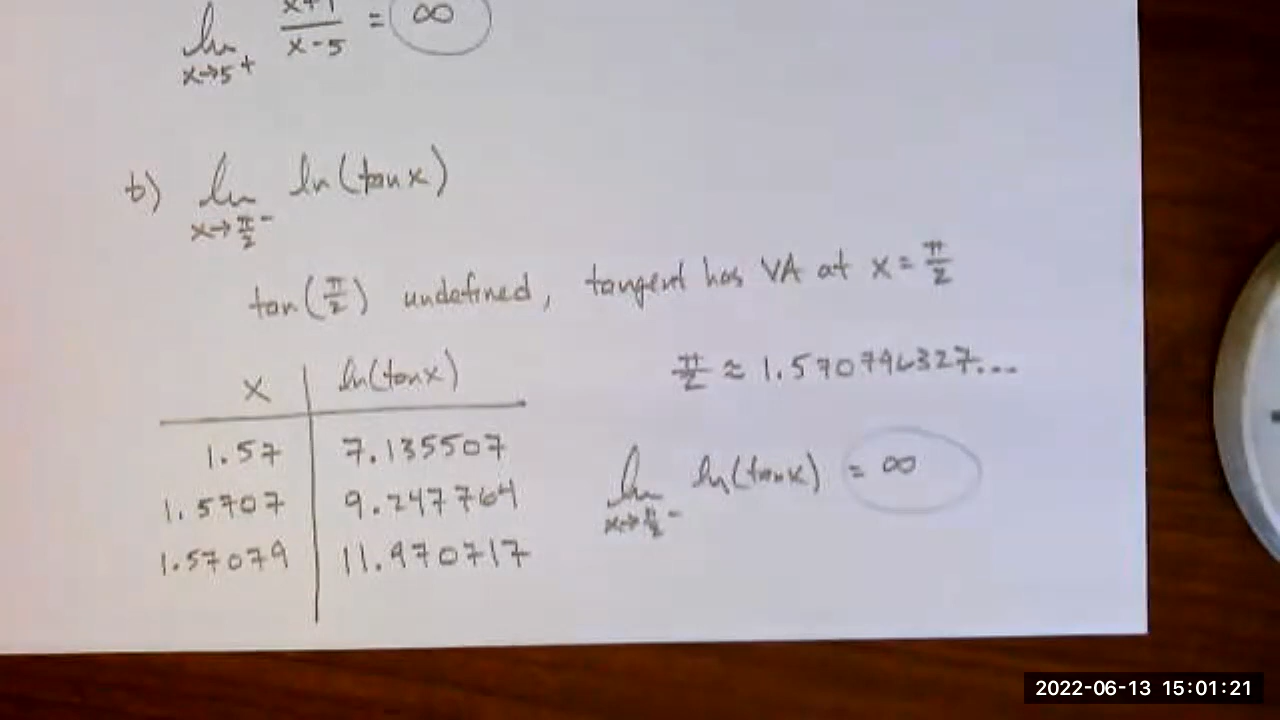 lim x→5⁺ x+1/x-5 = ∞
b) lim x→π/2⁻ ln(tan x)
tan(π/2) undefined, tangent has VA at x = π/2
x | ln(tan x)
π/2 ≈ 1.570796327...
1.57 | 7.135507
1.5707 | 9.247764
1.57079 | 11.970717
lim x→π/2⁻ ln(tan x) = ∞
2022-06-13 15:01:21